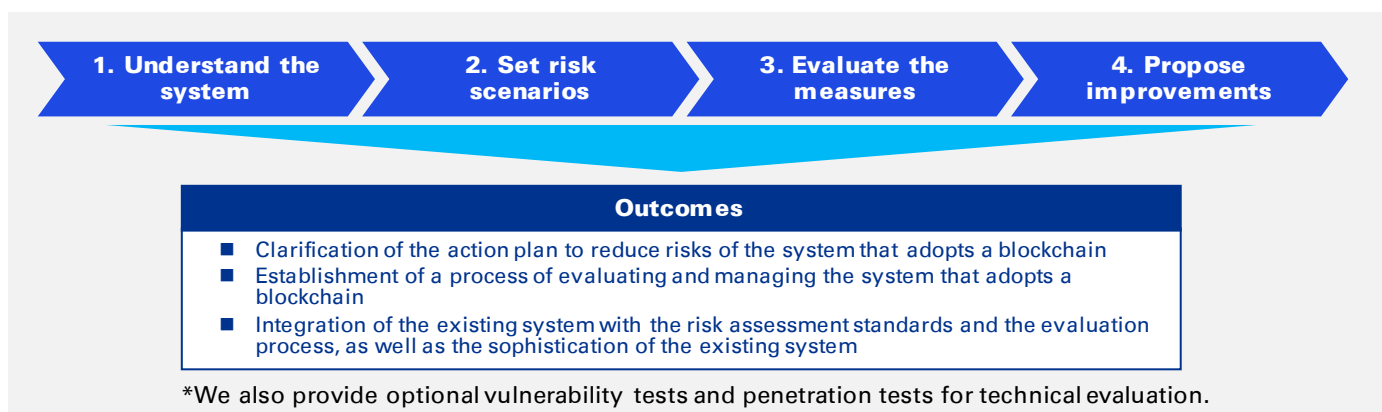 1. Understand the
system
2. Set risk
scenarios
3. Evaluate the
measures
4. Propose
improvements
Outcomes
■ Clarification of the action plan to reduce risks of the system that adopts a blockchain
■ Establishment of a process of evaluating and managing the system that adopts a
blockchain
■ Integration of the existing system with the risk assessment standards and the evaluation
process, as well as the sophistication of the existing system
*We also provide optional vulnerability tests and penetration tests for technical evaluation.